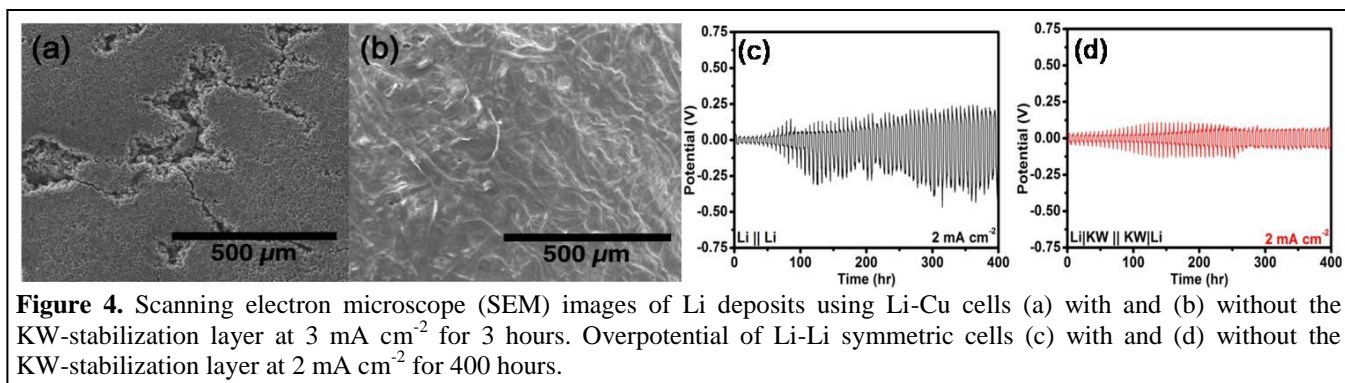 (a)
500 µm
(b)
500 µm
(c)
Potential (V)
0.75
0.50
0.25
0.00
-0.25
-0.50
-0.75
Li || Li
2 mA cm-2
0 100 200 300 400
Time (hr)
(d)
Potential (V)
0.75
0.50
0.25
0.00
-0.25
-0.50
-0.75
Li|KW || KW|Li
2 mA cm-2
0 100 200 300 400
Time (hr)
Figure 4. Scanning electron microscope (SEM) images of Li deposits using Li-Cu cells (a) with and (b) without the
KW-stabilization layer at 3 mA cm-2 for 3 hours. Overpotential of Li-Li symmetric cells (c) with and (d) without the
KW-stabilization layer at 2 mA cm-2 for 400 hours.